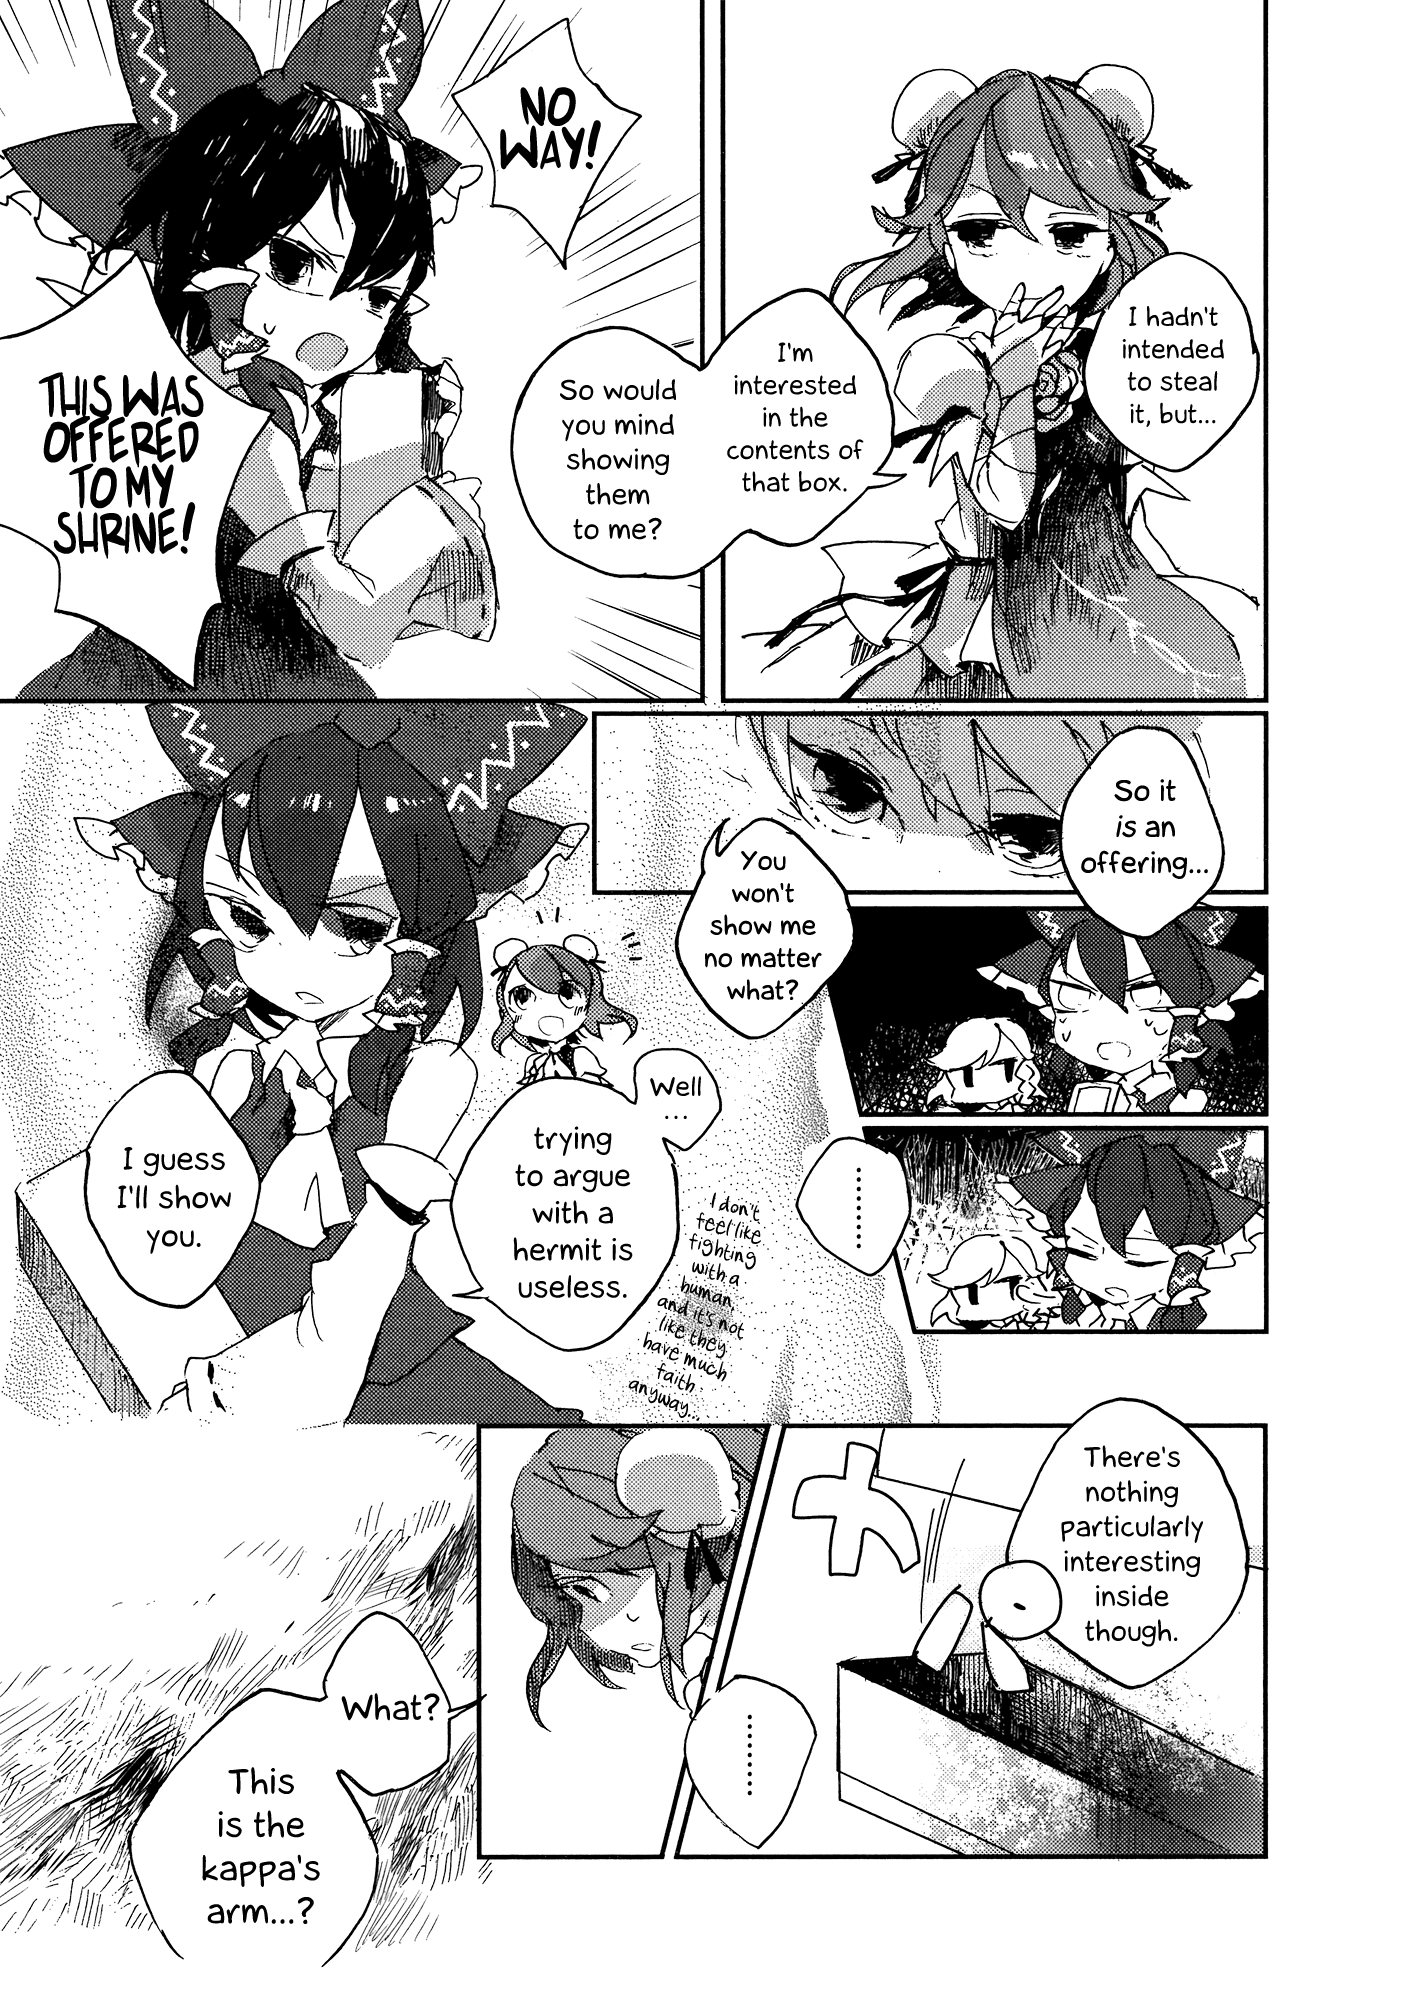 I hadn't
intended
to steal
it, but...
I'm
interested
in the
contents of
that box.
So would
you mind
showing
them
to me?
NO
WAY!
THIS WAS
OFFERED
TO MY
SHRINE!
So it
is an
offering...
You
won't
show me
no matter
what?
........
Well
...
trying
to argue
with a
hermit is
useless.
I don't
feel like
fighting
with a
human,
and it's not
like they
have much
faith
anyway...
I guess
I'll show
you.
There's
nothing
particularly
interesting
inside
though.
カパ
........
What?
This
is the
kappa's
arm...?